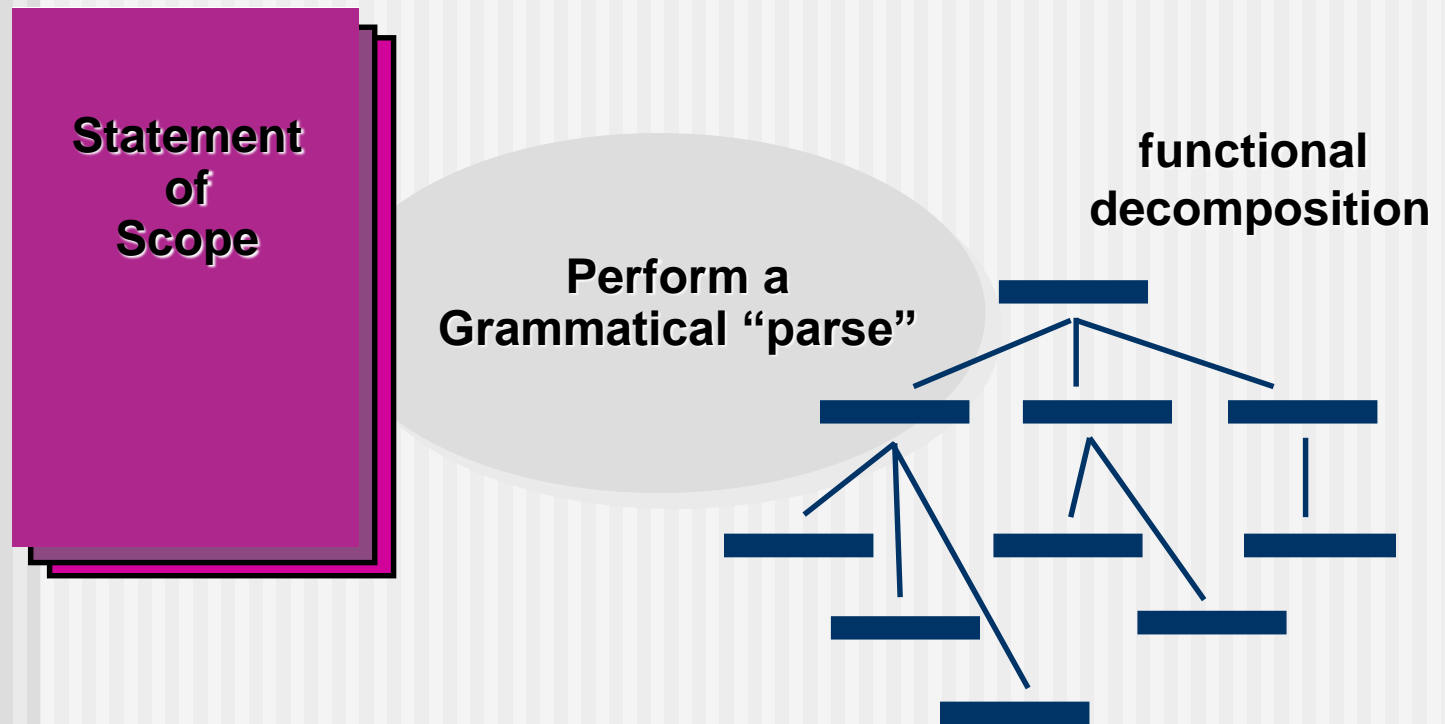 Statement
of
Scope
Perform a
Grammatical “parse”
functional
decomposition